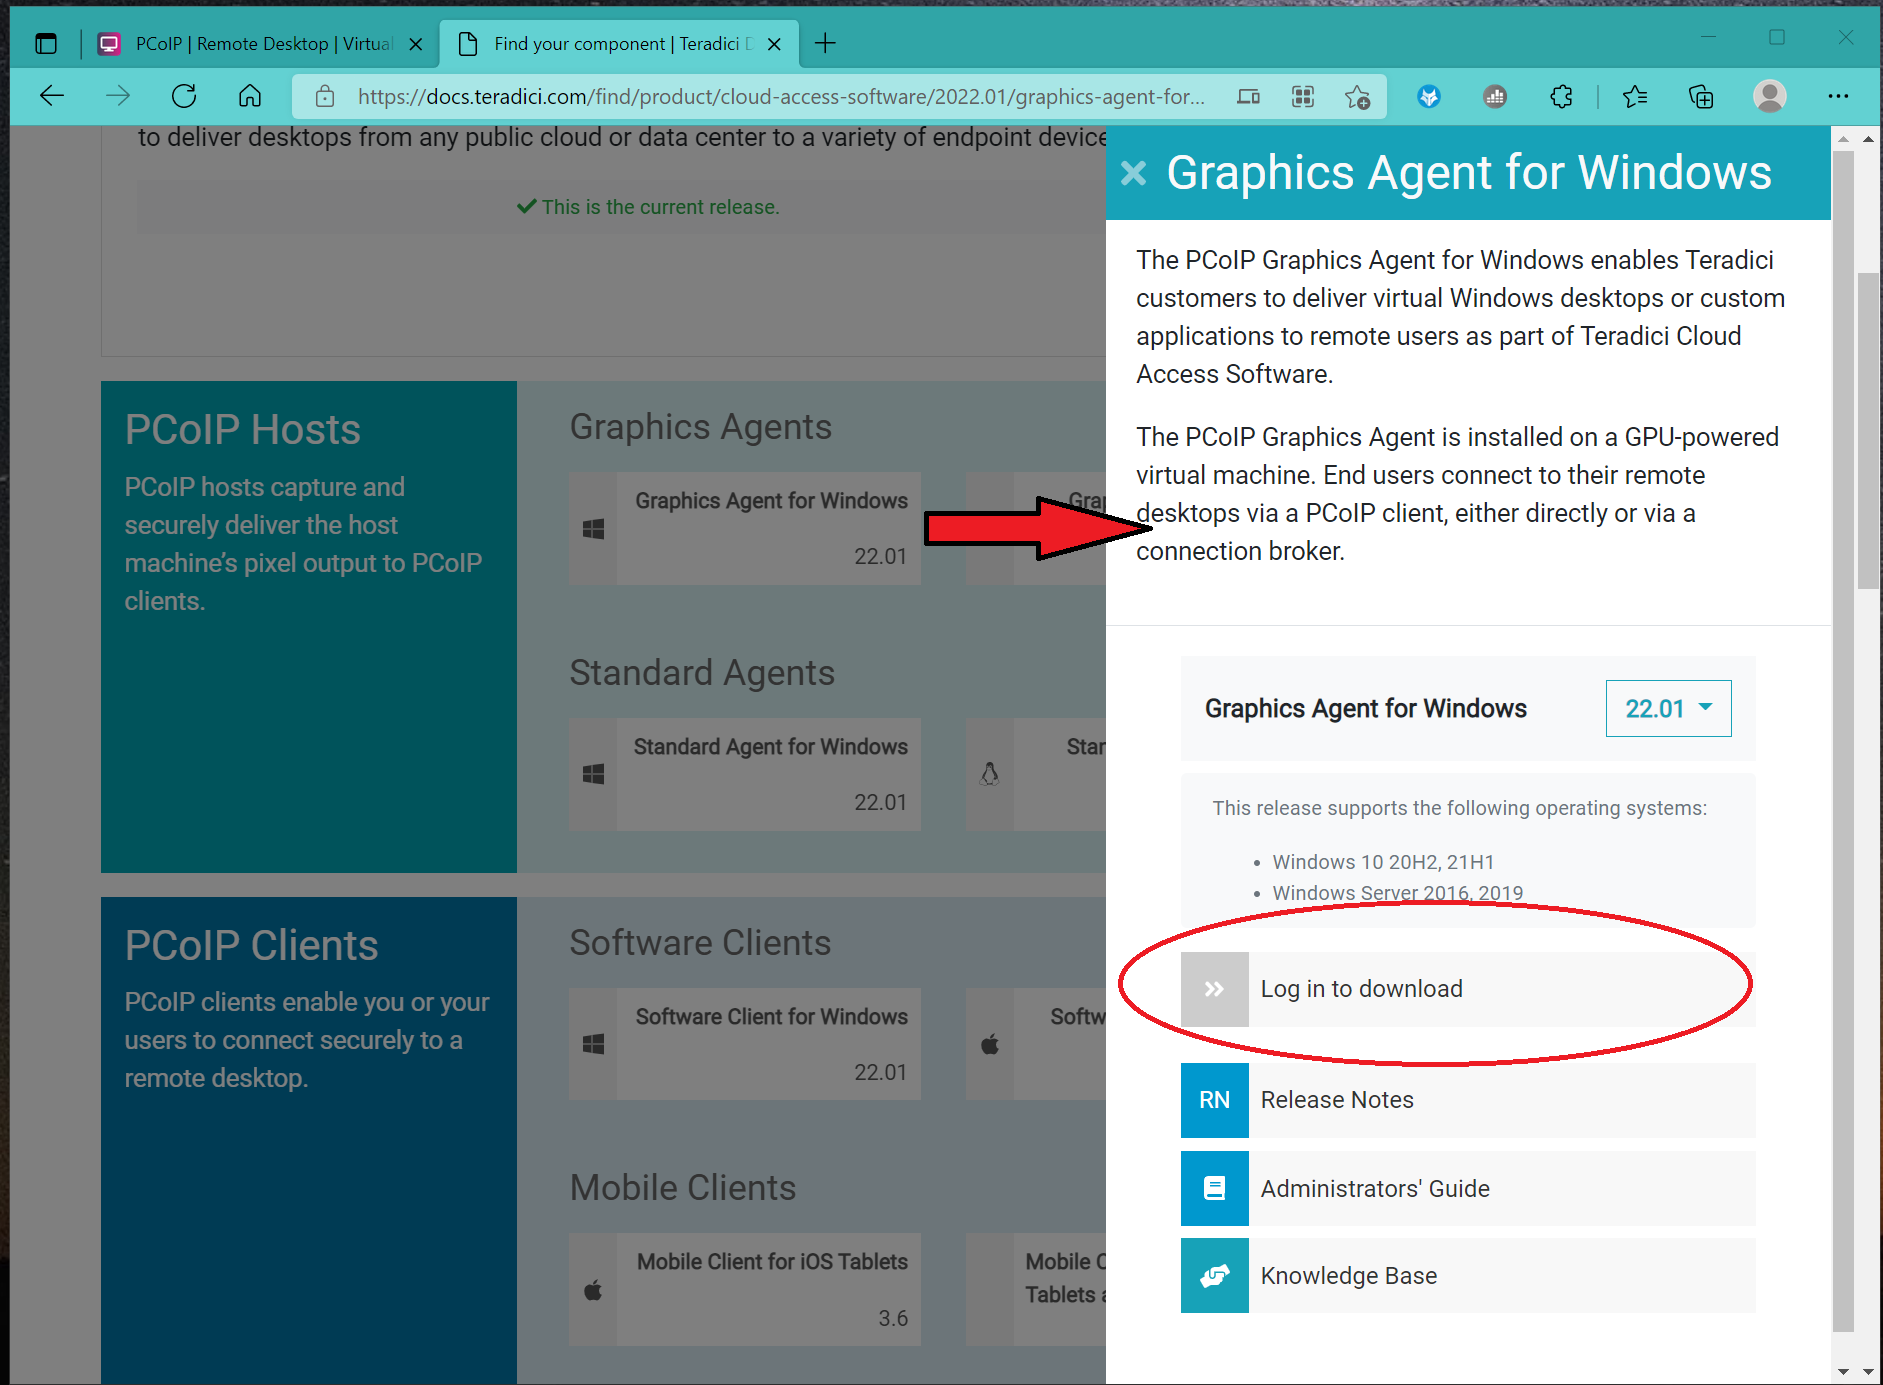 PCoIP | Remote Desktop | Virtual
Find your component | Teradici D
https://docs.teradici.com/find/product/cloud-access-software/2022.01/graphics-agent-for...
to deliver desktops from any public cloud or data center to a variety of endpoint device
This is the current release.
PCoIP Hosts
PCoIP hosts capture and
securely deliver the host
machine's pixel output to PCoIP
clients.
Graphics Agents
Graphics Agent for Windows
22.01
Grap
Standard Agents
Standard Agent for Windows
22.01
Stan
PCoIP Clients
PCoIP clients enable you or your
users to connect securely to a
remote desktop.
Software Clients
Software Client for Windows
22.01
Softw
Mobile Clients
Mobile Client for iOS Tablets
3.6
Mobile C
Tablets a
Graphics Agent for Windows
The PCoIP Graphics Agent for Windows enables Teradici
customers to deliver virtual Windows desktops or custom
applications to remote users as part of Teradici Cloud
Access Software.
The PCoIP Graphics Agent is installed on a GPU-powered
virtual machine. End users connect to their remote
desktops via a PCoIP client, either directly or via a
connection broker.
Graphics Agent for Windows
22.01
This release supports the following operating systems:
• Windows 10 20H2, 21H1
• Windows Server 2016, 2019
Log in to download
RN Release Notes
Administrators' Guide
Knowledge Base